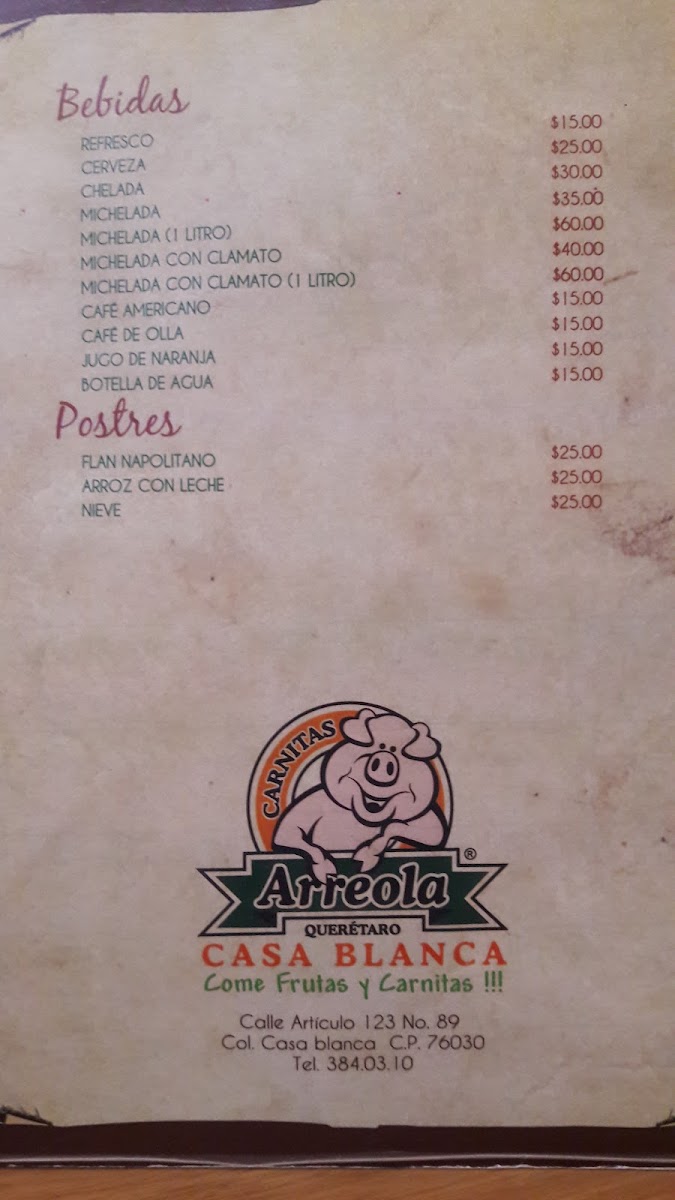 Bebidas
REFRESCO $15.00
CERVEZA $25.00
CHELADA $30.00
MICHELADA $35.00
MICHELADA (1 LITRO) $60.00
MICHELADA CON CLAMATO $40.00
MICHELADA CON CLAMATO (1 LITRO) $60.00
CAFÉ AMERICANO $15.00
CAFÉ DE OLLA $15.00
JUGO DE NARANJA $15.00
BOTELLA DE AGUA $15.00
Postres
FLAN NAPOLITANO $25.00
ARROZ CON LECHE $25.00
NIEVE $25.00
CARNITAS
Arreola ®
QUERÉTARO
CASA BLANCA
Come Frutas y Carnitas !!!
Calle Artículo 123 No. 89
Col. Casa blanca C.P. 76030
Tel. 384.03.10